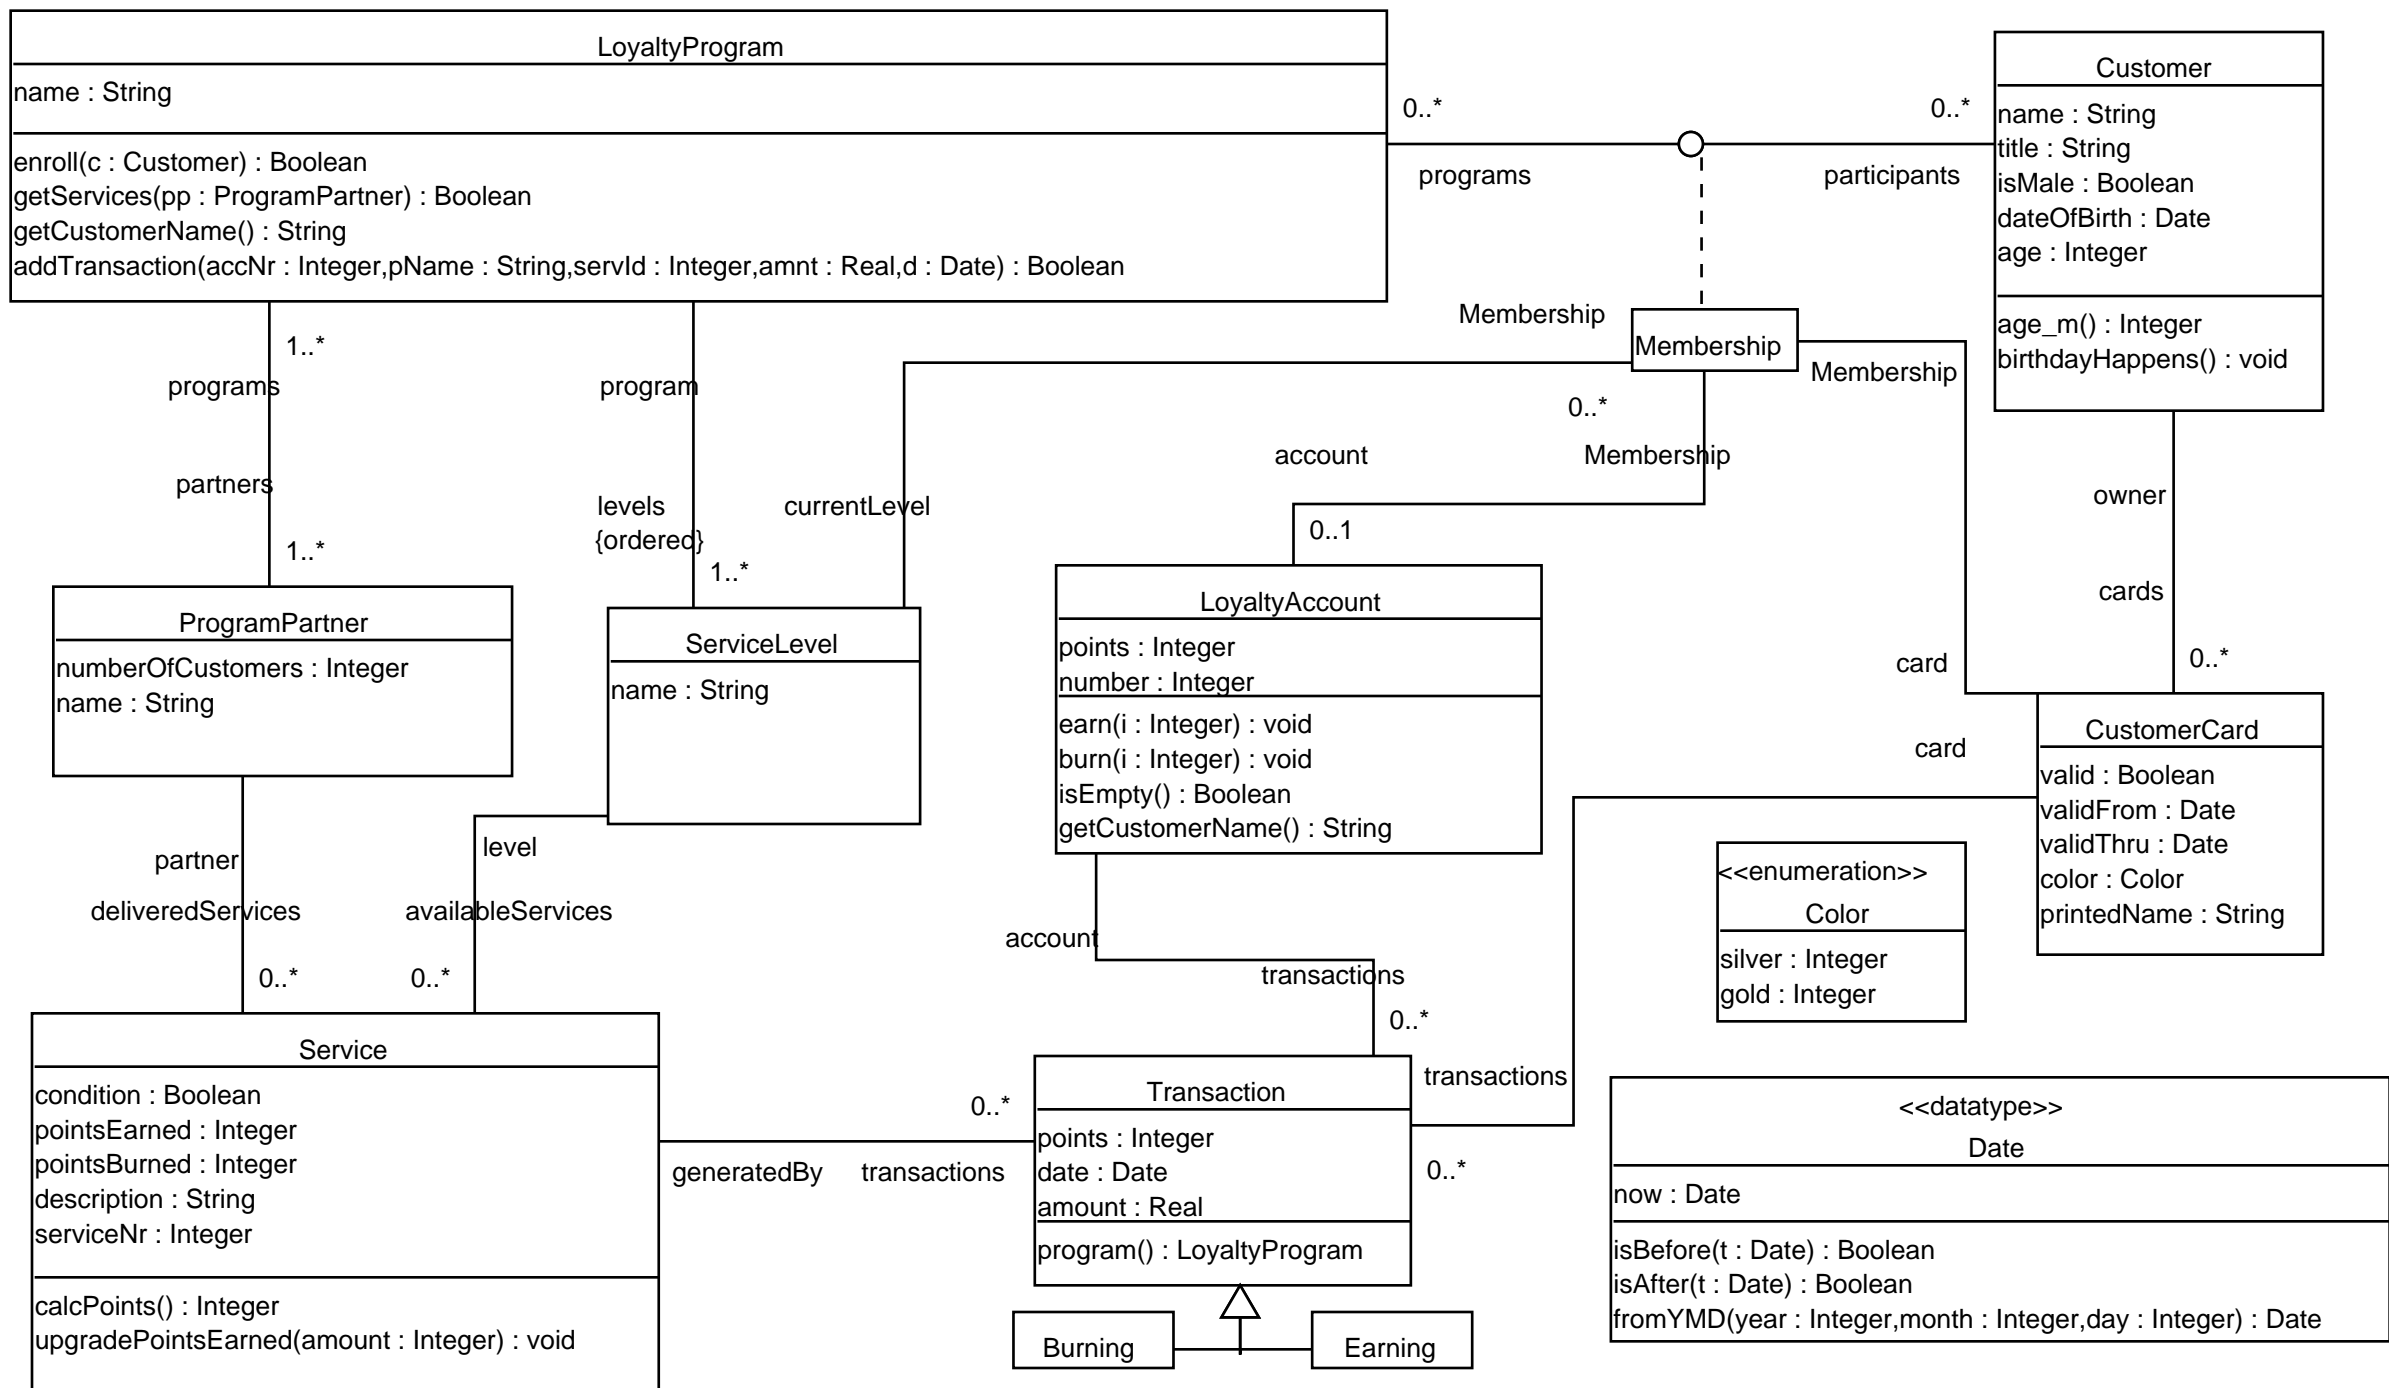 LoyaltyProgram
name : String
enroll(c : Customer) : Boolean
getServices(pp : ProgramPartner) : Boolean
getCustomerName() : String
addTransaction(accNr : Integer,pName : String,servId : Integer,amnt : Real,d : Date) : Boolean
0..*
0..*
programs
participants
Customer
name : String
title : String
isMale : Boolean
dateOfBirth : Date
age : Integer
age_m() : Integer
birthdayHappens() : void
Membership
Membership
Membership
0..*
Membership
account
0..1
1..*
programs
partners
1..*
program
levels
{ordered}
1..*
currentLevel
owner
cards
0..*
card
ProgramPartner
numberOfCustomers : Integer
name : String
ServiceLevel
name : String
LoyaltyAccount
points : Integer
number : Integer
earn(i : Integer) : void
burn(i : Integer) : void
isEmpty() : Boolean
getCustomerName() : String
card
CustomerCard
valid : Boolean
validFrom : Date
validThru : Date
color : Color
printedName : String
<<enumeration>>
Color
silver : Integer
gold : Integer
partner
deliveredServices
0..*
level
availableServices
0..*
account
transactions
0..*
transactions
0..*
Service
condition : Boolean
pointsEarned : Integer
pointsBurned : Integer
description : String
serviceNr : Integer
calcPoints() : Integer
upgradePointsEarned(amount : Integer) : void
0..*
generatedBy
transactions
Transaction
points : Integer
date : Date
amount : Real
program() : LoyaltyProgram
Burning
Earning
<<datatype>>
Date
now : Date
isBefore(t : Date) : Boolean
isAfter(t : Date) : Boolean
fromYMD(year : Integer,month : Integer,day : Integer) : Date